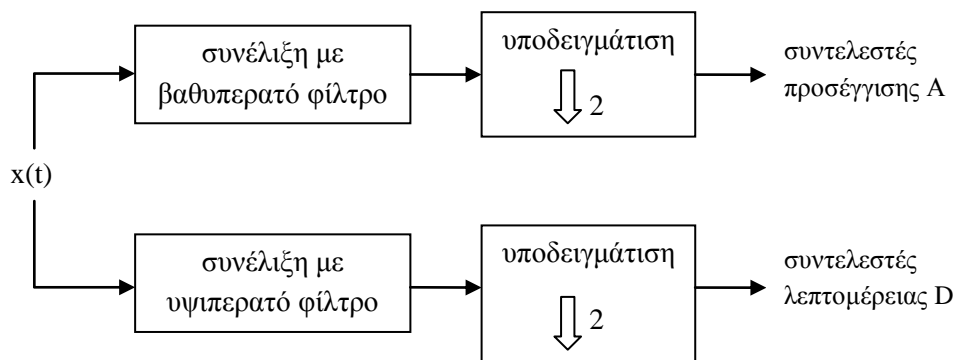 συνέλιξη με
βαθυπερατό φίλτρο
υποδειγμάτιση
2
συντελεστές
προσέγγισης A
x(t)
συνέλιξη με
υψιπερατό φίλτρο
υποδειγμάτιση
2
συντελεστές
λεπτομέρειας D